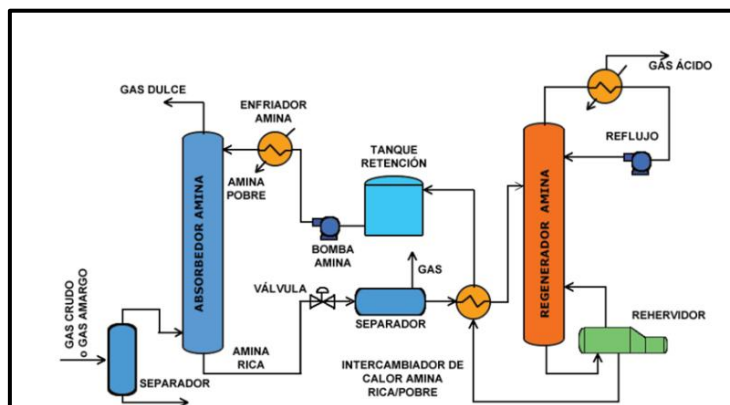 GAS DULCE
ENFRIADOR
AMINA
GAS ÁCIDO
TANQUE
RETENCIÓN
REFLUJO
ABSORBEDOR AMINA
AMINA
POBRE
REGENERADOR AMINA
BOMBA
AMINA
GAS
VÁLVULA
GAS CRUDO
o GAS AMARGO
SEPARADOR
REHERVIDOR
AMINA
RICA
INTERCAMBIADOR DE
CALOR AMINA
RICA/POBRE
SEPARADOR